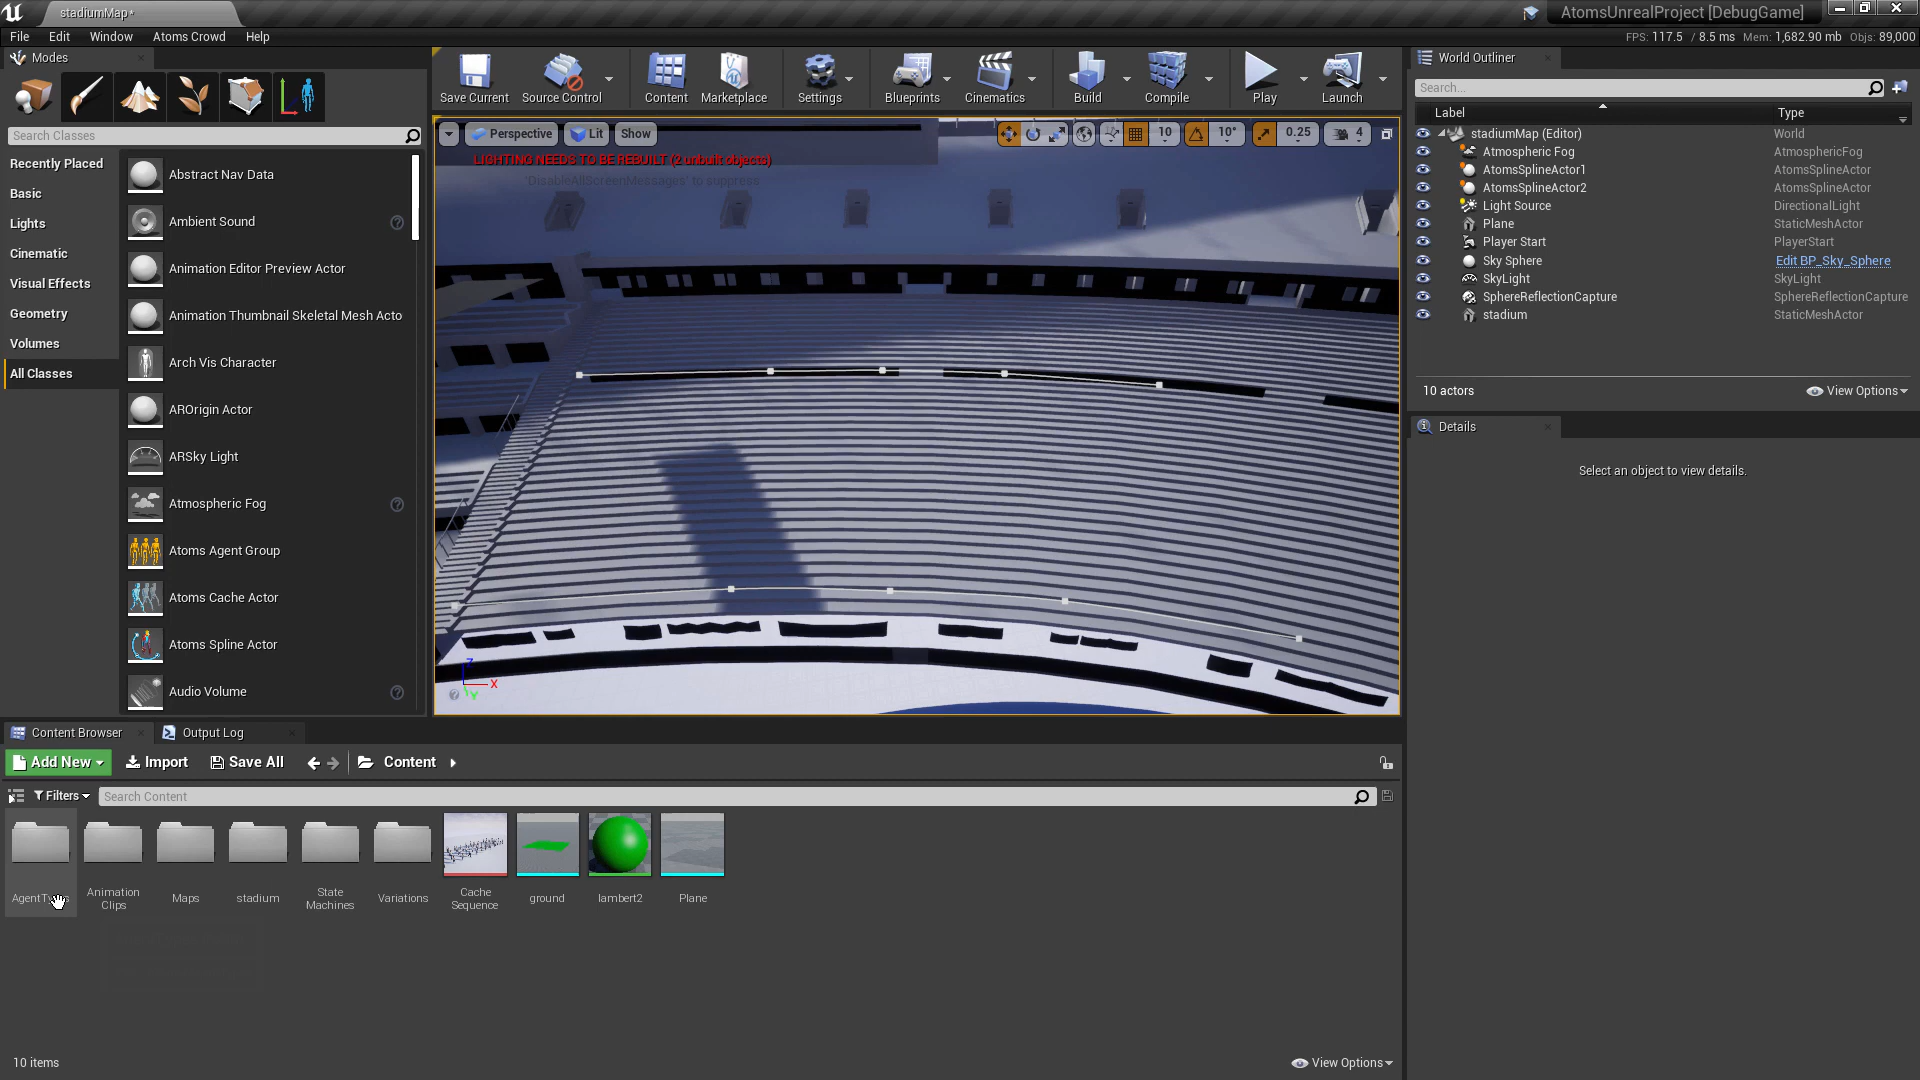 stadiumMap*
AtomsUnrealProject [DebugGame]
File Edit Window Atoms Crowd Help
FPS: 117.5 / 8.5 ms Mem: 1,682.90 mb Objs: 89,000
Modes
Search Classes
Recently Placed
Basic
Lights
Cinematic
Visual Effects
Geometry
Volumes
All Classes
Abstract Nav Data
Ambient Sound
Animation Editor Preview Actor
Animation Thumbnail Skeletal Mesh Acto
Arch Vis Character
AROrigin Actor
ARSky Light
Atmospheric Fog
Atoms Agent Group
Atoms Cache Actor
Atoms Spline Actor
Audio Volume
Save Current Source Control Content Marketplace Settings Blueprints Cinematics Build Compile Play Launch
Perspective Lit Show 10 10° 0.25 4
LIGHTING NEEDS TO BE REBUILT (2 unbuilt objects)
'DisableAllScreenMessages' to suppress
Z
X
Y
World Outliner
Search...
Label Type
stadiumMap (Editor) World
Atmospheric Fog AtmosphericFog
AtomsSplineActor1 AtomsSplineActor
AtomsSplineActor2 AtomsSplineActor
Light Source DirectionalLight
Plane StaticMeshActor
Player Start PlayerStart
Sky Sphere Edit BP_Sky_Sphere
SkyLight SkyLight
SphereReflectionCapture SphereReflectionCapture
stadium StaticMeshActor
10 actors View Options
Details
Select an object to view details.
Content Browser Output Log
Add New Import Save All Content
Filters Search Content
Animation Clips
Maps
stadium
State Machines
Variations
Cache Sequence
ground
lambert2
Plane
10 items View Options